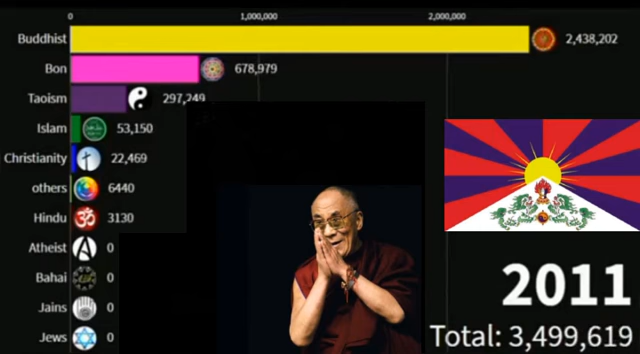 0 1,000,000 2,000,000
Buddhist 2,438,202
Bon 678,979
Taoism 297,249
Islam 53,150
Christianity 22,469
others 6440
Hindu 3130
Atheist 0
Bahai 0
Jains 0
Jews 0
2011
Total: 3,499,619